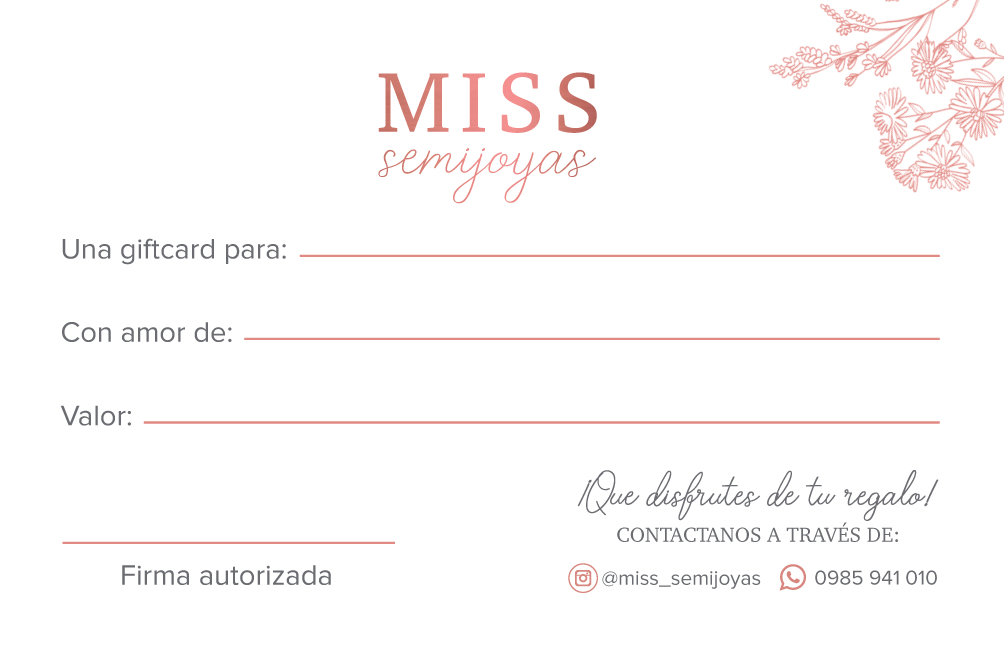 MISS
semijoyas
Una giftcard para:
Con amor de:
Valor:
¡Que disfrutes de tu regalo!
CONTACTANOS A TRAVÉS DE:
Firma autorizada
@miss_semijoyas 0985 941 010